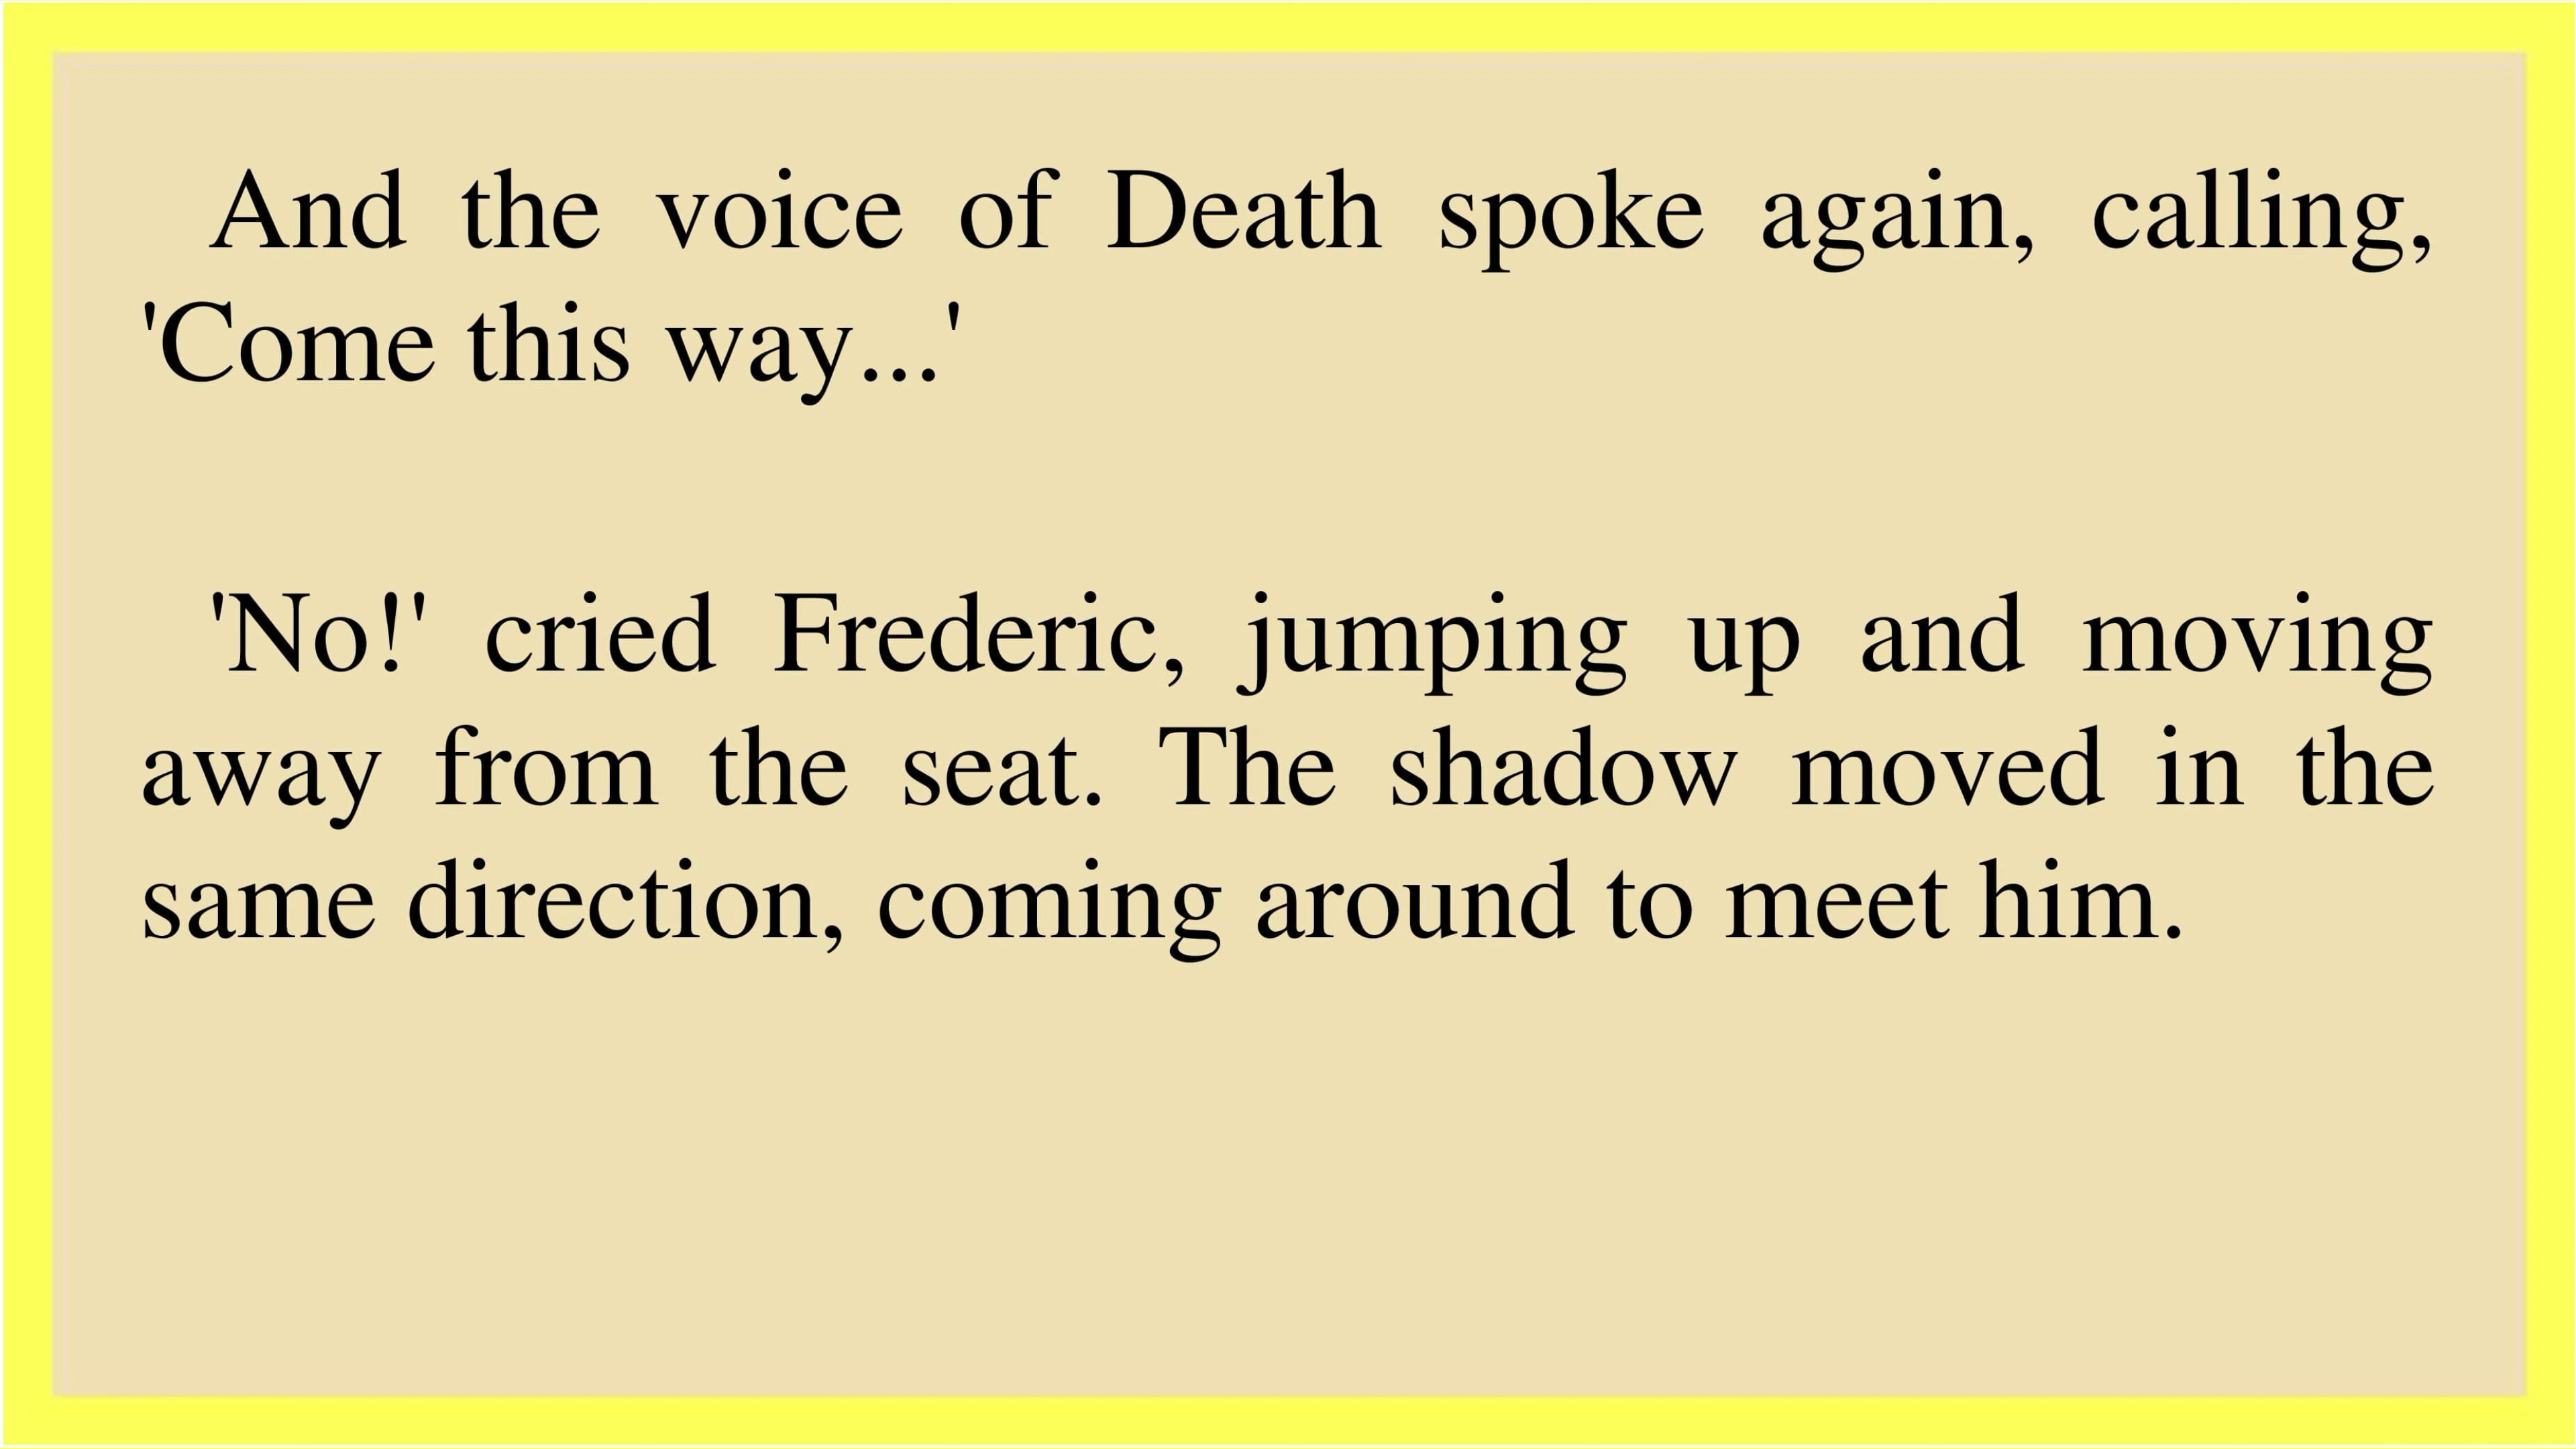 And the voice of Death spoke again, calling,
'Come this way...'
'No!' cried Frederic, jumping up and moving
away from the seat. The shadow moved in the
same direction, coming around to meet him.